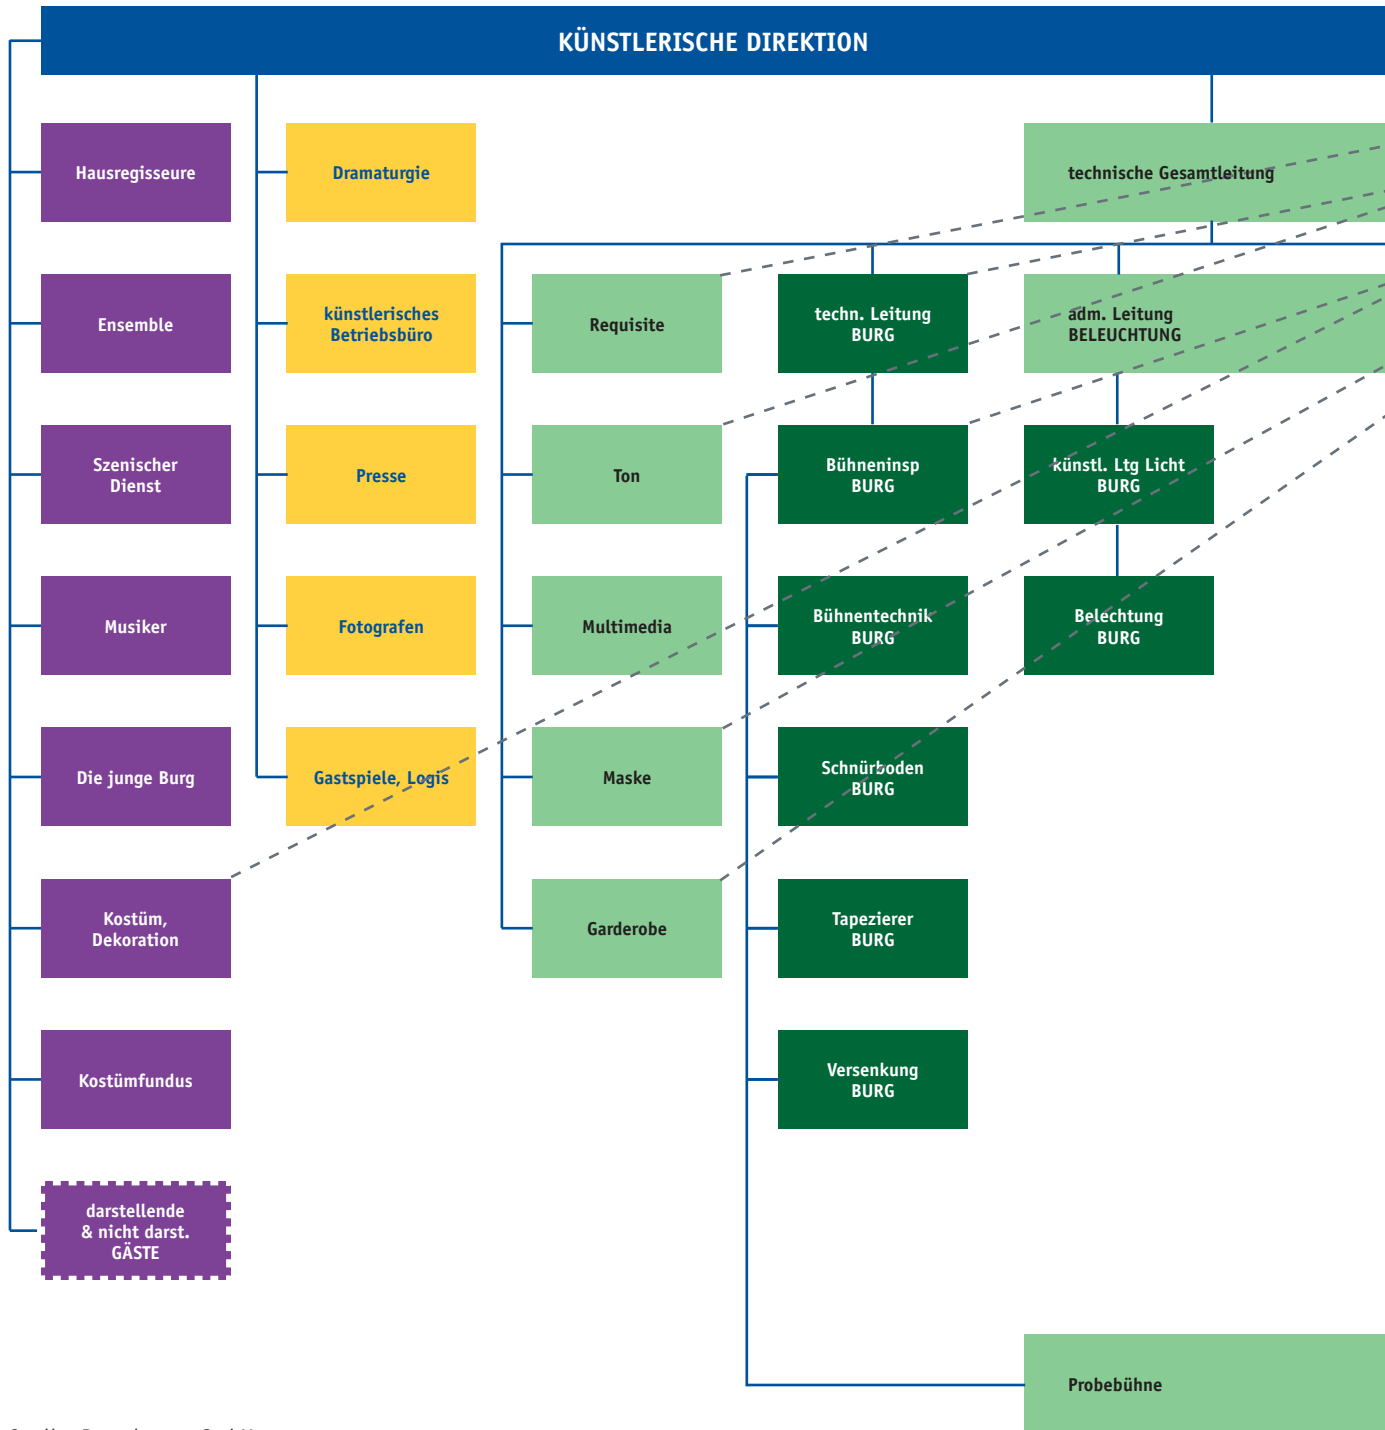 KÜNSTLERISCHE DIREKTION
Hausregisseure
Ensemble
Szenischer
Dienst
Musiker
Die junge Burg
Kostüm,
Dekoration
Kostümfundus
darstellende
& nicht darst.
GÄSTE
Dramaturgie
künstlerisches
Betriebsbüro
Presse
Fotografen
Gastspiele, Logis
technische Gesamtleitung
Requisite
Ton
Multimedia
Maske
Garderobe
techn. Leitung
BURG
Bühneninsp
BURG
Bühnentechnik
BURG
Schnürboden
BURG
Tapezierer
BURG
Versenkung
BURG
adm. Leitung
BELEUCHTUNG
künstl. Ltg Licht
BURG
Belechtung
BURG
Probebühne